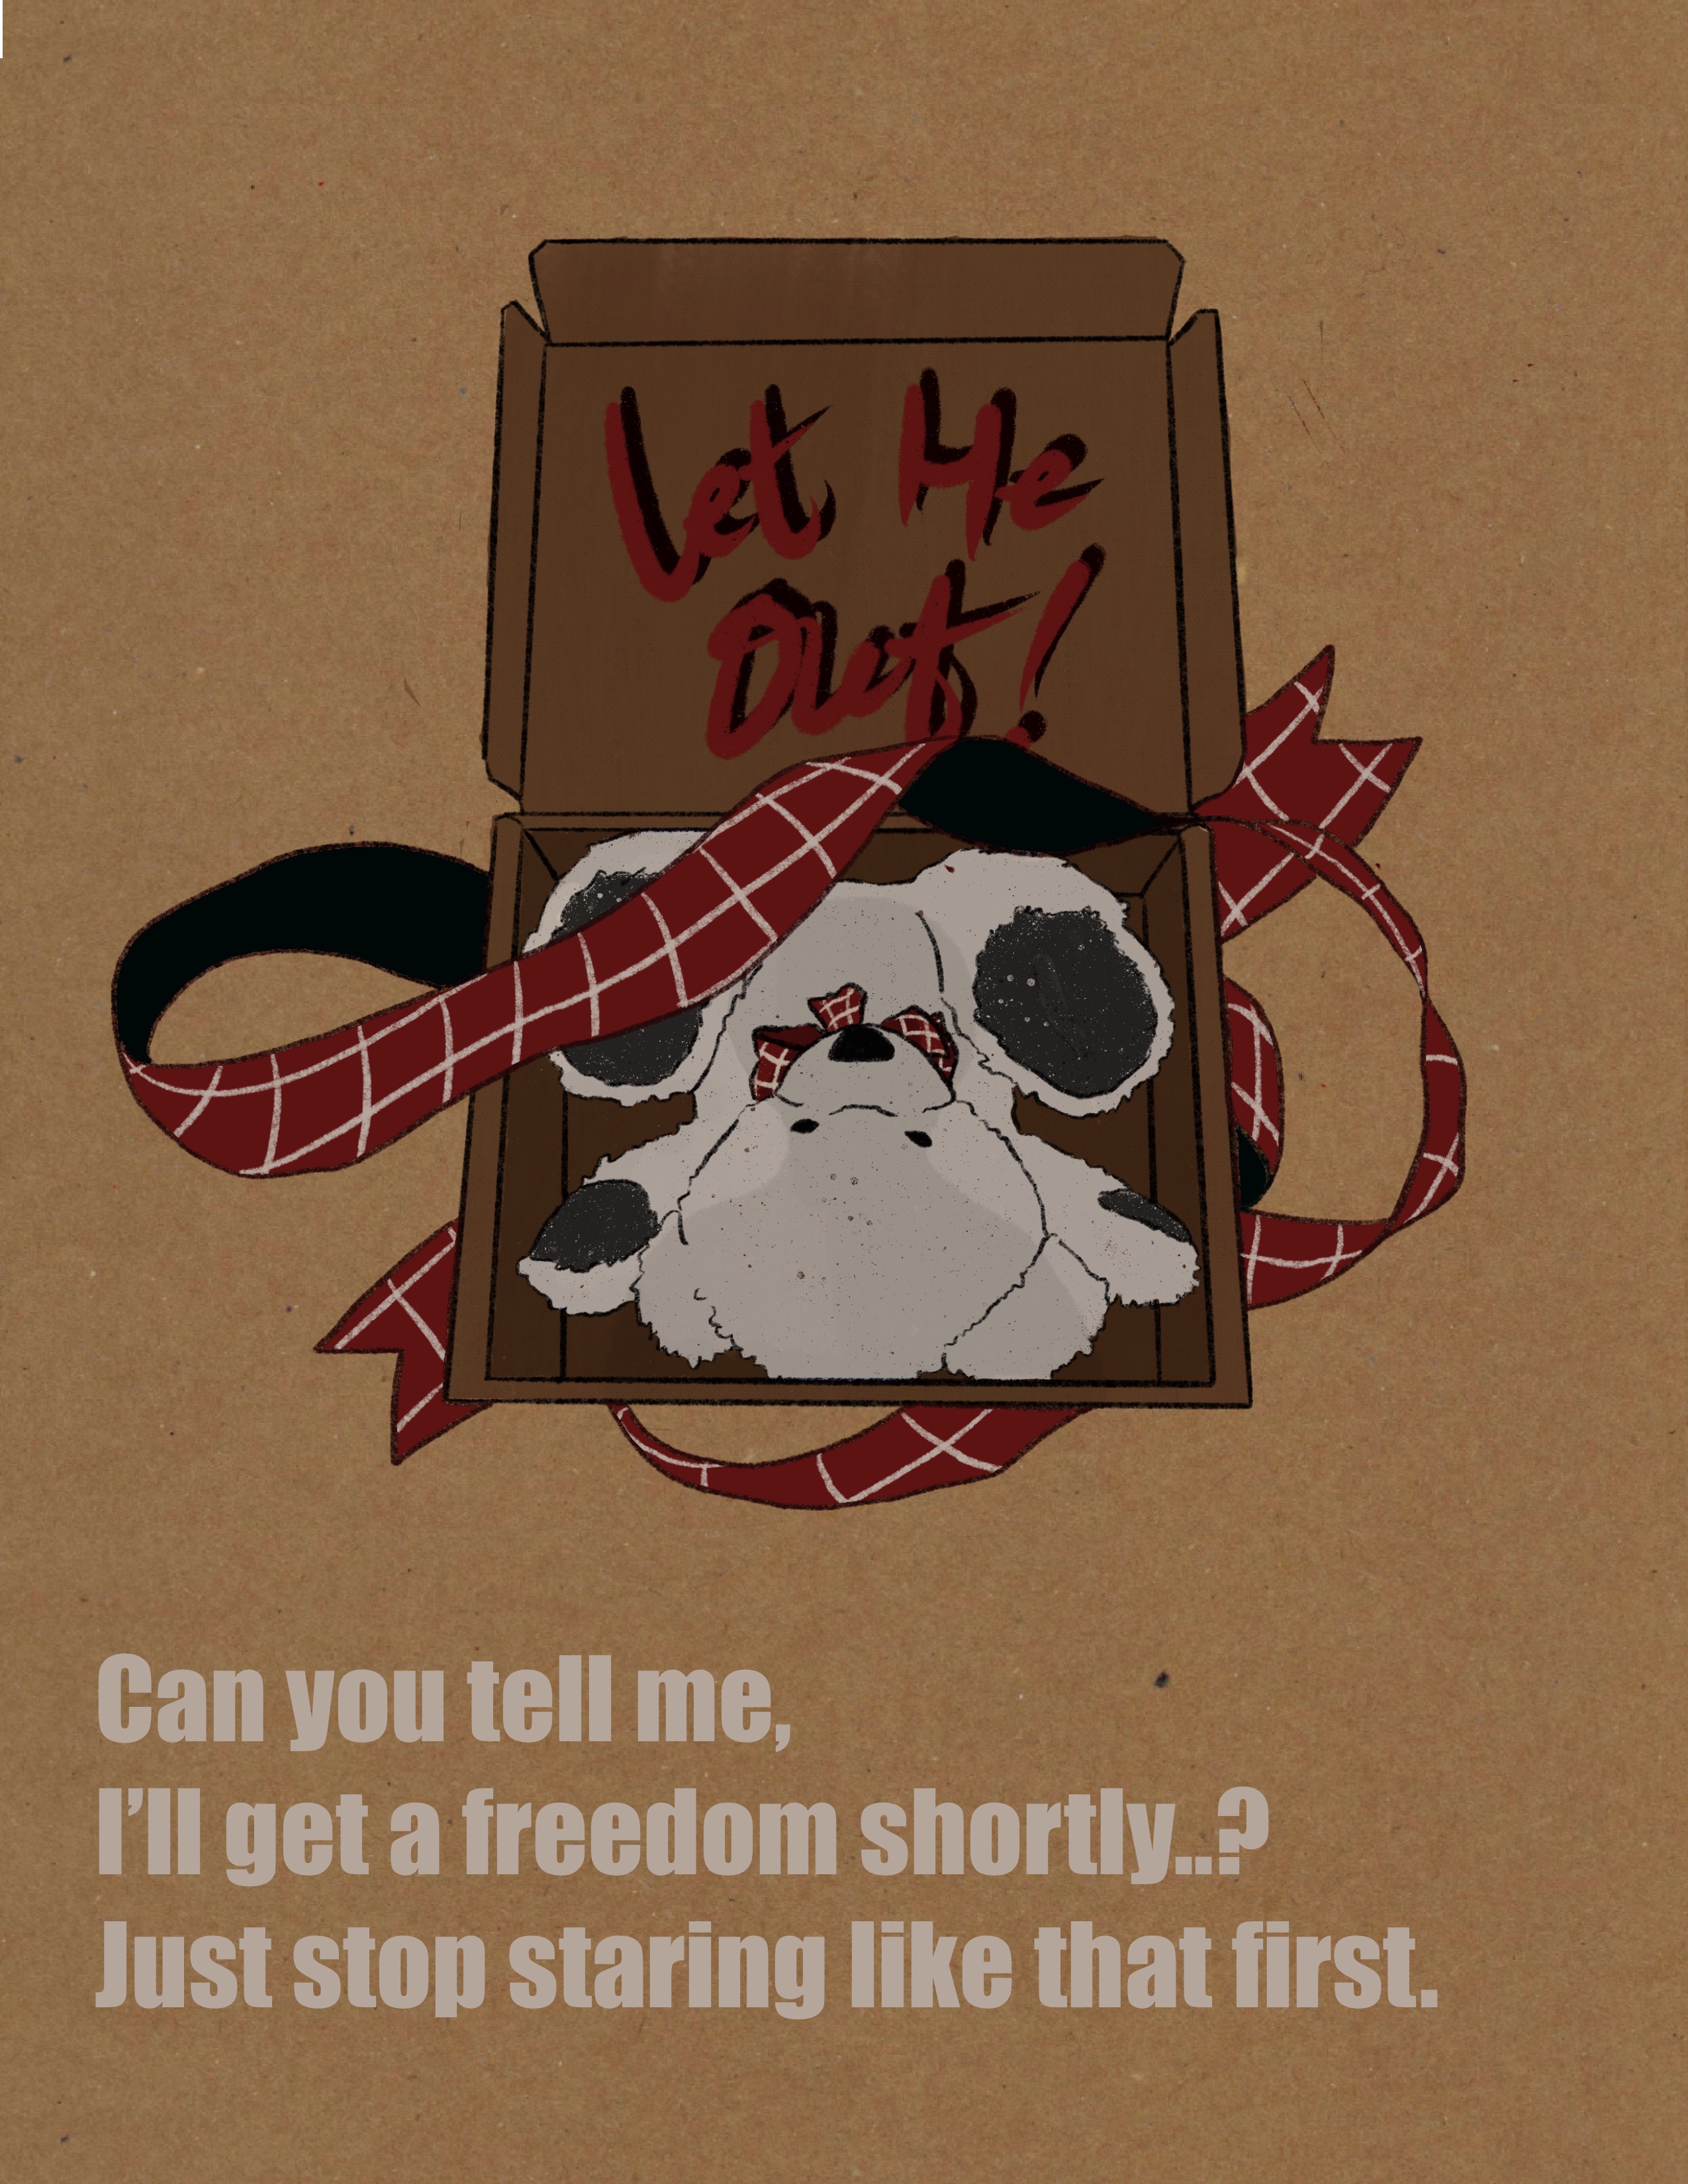 Let Me
Out!
Can you tell me,
I’ll get a freedom shortly..?
Just stop staring like that first.